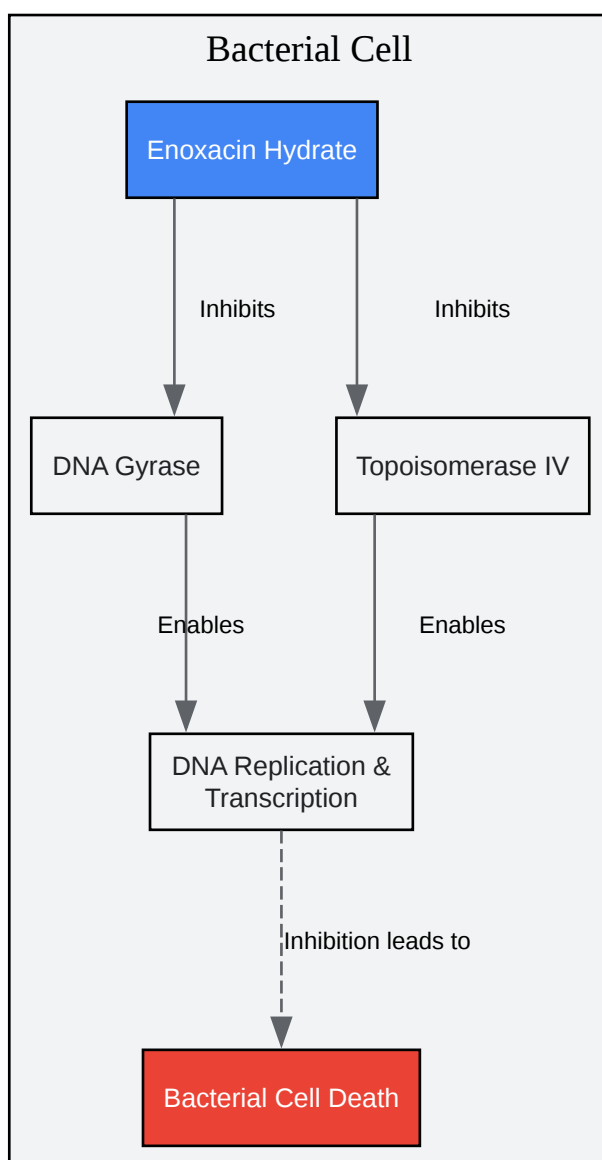 Bacterial Cell
Enoxacin Hydrate
Inhibits
Inhibits
DNA Gyrase
Topoisomerase IV
Enables
Enables
DNA Replication &
Transcription
Inhibition leads to
Bacterial Cell Death